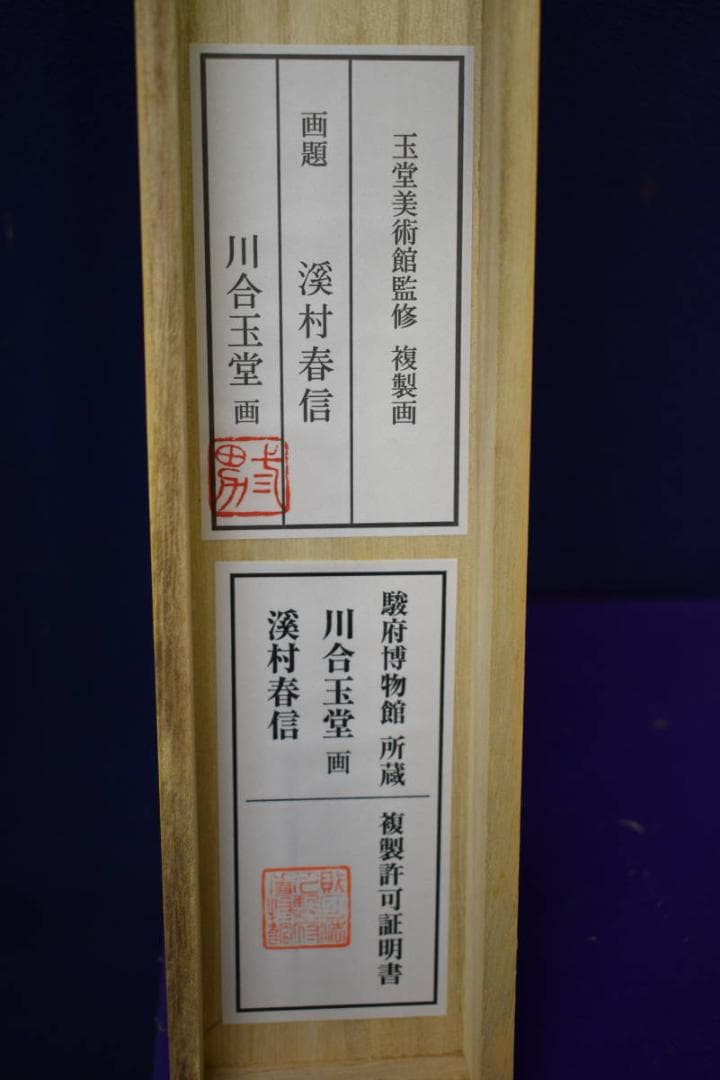 玉堂美術館監修 複製画
画題 溪村春信
川合玉堂 画
駿府博物館 所蔵
川合玉堂 画
溪村春信
複製許可証明書